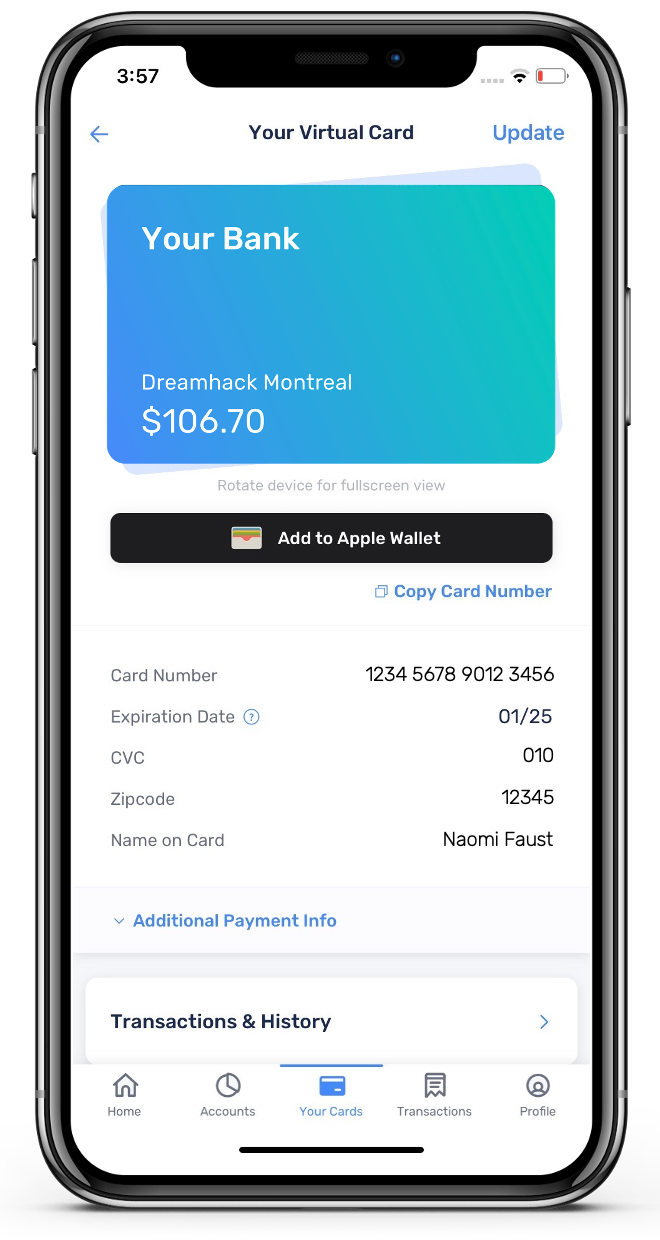 3:57
Your Virtual Card
Update
Your Bank
Dreamhack Montreal
$106.70
Rotate device for fullscreen view
Add to Apple Wallet
Copy Card Number
Card Number 1234 5678 9012 3456
Expiration Date ? 01/25
CVC 010
Zipcode 12345
Name on Card Naomi Faust
Additional Payment Info
Transactions & History
Home Accounts Your Cards Transactions Profile